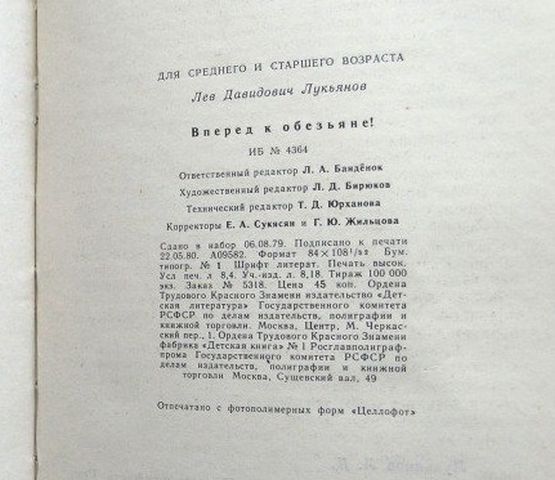 ДЛЯ СРЕДНЕГО И СТАРШЕГО ВОЗРАСТА
Лев Давидович Лукьянов
Вперед к обезьяне!
ИБ № 4364
Ответственный редактор Л. А. Бандёнок
Художественный редактор Л. Д. Бирюков
Технический редактор Т. Д. Юрханова
Корректоры Е. А. Сукясян и Г. Ю. Жильцова
Сдано в набор 06.08.79. Подписано к печати
22.05.80. А09582. Формат 84×108¹/₃₂ Бум.
типогр. № 1 Шрифт литерат. Печать высок.
Усл печ л 8,4. Уч.-изд. л 8,18. Тираж 100 000
экз. Заказ № 5318. Цена 45 коп. Ордена
Трудового Красного Знамени издательство «Дет-
ская литература» Государственного комитета
РСФСР по делам издательств, полиграфии и
книжной торговли. Москва, Центр, М. Черкас-
ский пер., 1. Ордена Трудового Красного Знамени
фабрика «Детская книга» № 1 Росглавполиграф-
прома Государственного комитета РСФСР по
делам издательств, полиграфии и книжной
торговли Москва, Сущевский вал, 49
Отпечатано с фотополимерных форм «Целлофот»